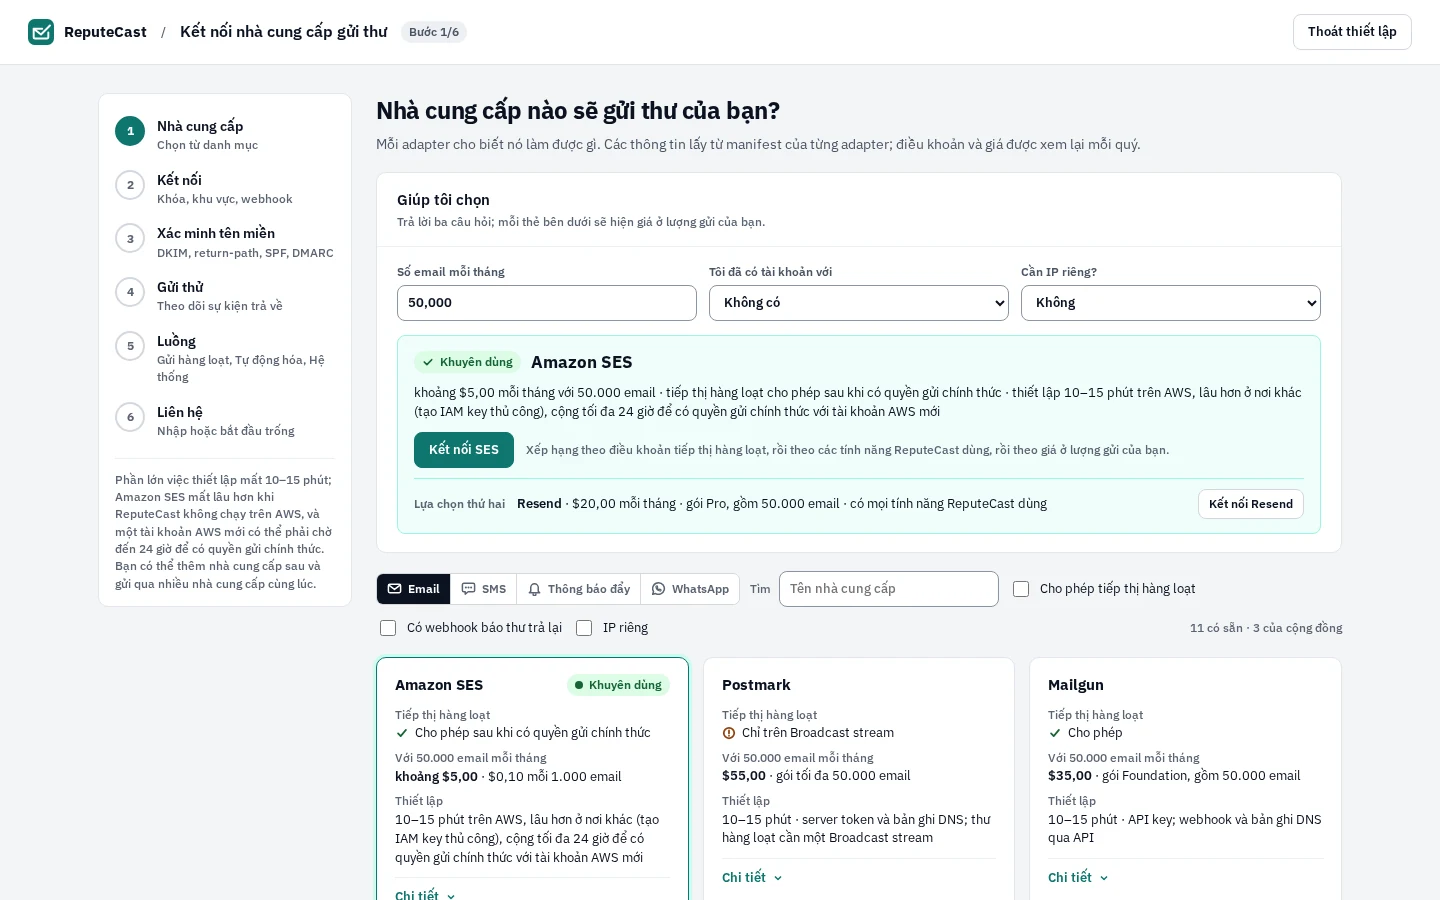 ReputeCast / Kết nối nhà cung cấp gửi thư Bước 1/6 Thoát thiết lập
1 Nhà cung cấp
Chọn từ danh mục
2 Kết nối
Khóa, khu vực, webhook
3 Xác minh tên miền
DKIM, return-path, SPF, DMARC
4 Gửi thử
Theo dõi sự kiện trả về
5 Luồng
Gửi hàng loạt, Tự động hóa, Hệ
thống
6 Liên hệ
Nhập hoặc bắt đầu trống
Phần lớn việc thiết lập mất 10–15 phút;
Amazon SES mất lâu hơn khi
ReputeCast không chạy trên AWS, và
một tài khoản AWS mới có thể phải chờ
đến 24 giờ để có quyền gửi chính thức.
Bạn có thể thêm nhà cung cấp sau và
gửi qua nhiều nhà cung cấp cùng lúc.
Nhà cung cấp nào sẽ gửi thư của bạn?
Mỗi adapter cho biết nó làm được gì. Các thông tin lấy từ manifest của từng adapter; điều khoản và giá được xem lại mỗi quý.
Giúp tôi chọn
Trả lời ba câu hỏi; mỗi thẻ bên dưới sẽ hiện giá ở lượng gửi của bạn.
Số email mỗi tháng Tôi đã có tài khoản với Cần IP riêng?
50,000 Không có Không
Khuyên dùng Amazon SES
khoảng $5,00 mỗi tháng với 50.000 email · tiếp thị hàng loạt cho phép sau khi có quyền gửi chính thức · thiết lập 10–15 phút trên AWS, lâu hơn ở nơi khác
(tạo IAM key thủ công), cộng tối đa 24 giờ để có quyền gửi chính thức với tài khoản AWS mới
Kết nối SES Xếp hạng theo điều khoản tiếp thị hàng loạt, rồi theo các tính năng ReputeCast dùng, rồi theo giá ở lượng gửi của bạn.
Lựa chọn thứ hai Resend · $20,00 mỗi tháng · gói Pro, gồm 50.000 email · có mọi tính năng ReputeCast dùng Kết nối Resend
Email SMS Thông báo đẩy WhatsApp Tìm Tên nhà cung cấp Cho phép tiếp thị hàng loạt
Có webhook báo thư trả lại IP riêng 11 có sẵn · 3 của cộng đồng
Amazon SES Khuyên dùng
Tiếp thị hàng loạt
Cho phép sau khi có quyền gửi chính thức
Với 50.000 email mỗi tháng
khoảng $5,00 · $0,10 mỗi 1.000 email
Thiết lập
10–15 phút trên AWS, lâu hơn ở nơi khác (tạo
IAM key thủ công), cộng tối đa 24 giờ để có
quyền gửi chính thức với tài khoản AWS mới
Chi tiết
Postmark
Tiếp thị hàng loạt
Chỉ trên Broadcast stream
Với 50.000 email mỗi tháng
$55,00 · gói tối đa 50.000 email
Thiết lập
10–15 phút · server token và bản ghi DNS; thư
hàng loạt cần một Broadcast stream
Chi tiết
Mailgun
Tiếp thị hàng loạt
Cho phép
Với 50.000 email mỗi tháng
$35,00 · gói Foundation, gồm 50.000 email
Thiết lập
10–15 phút · API key; webhook và bản ghi DNS
qua API
Chi tiết